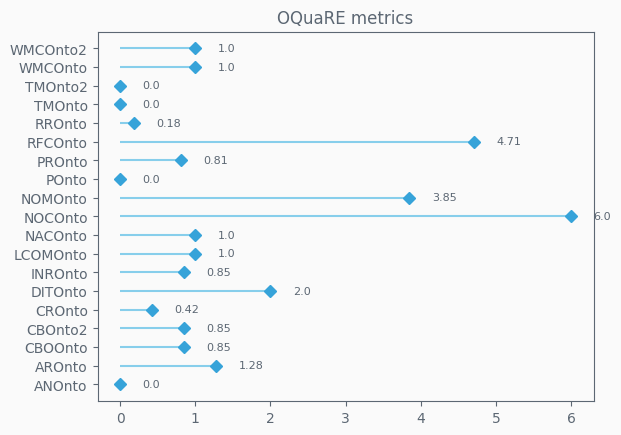 OQuaRE metrics
WMCOnto2 1.0
WMCOnto 1.0
TMOnto2 0.0
TMOnto 0.0
RROnto 0.18
RFCOnto 4.71
PROnto 0.81
POnto 0.0
NOMOnto 3.85
NOCOnto 6.0
NACOnto 1.0
LCOMOnto 1.0
INROnto 0.85
DITOnto 2.0
CROnto 0.42
CBOnto2 0.85
CBOOnto 0.85
AROnto 1.28
ANOnto 0.0
0 1 2 3 4 5 6